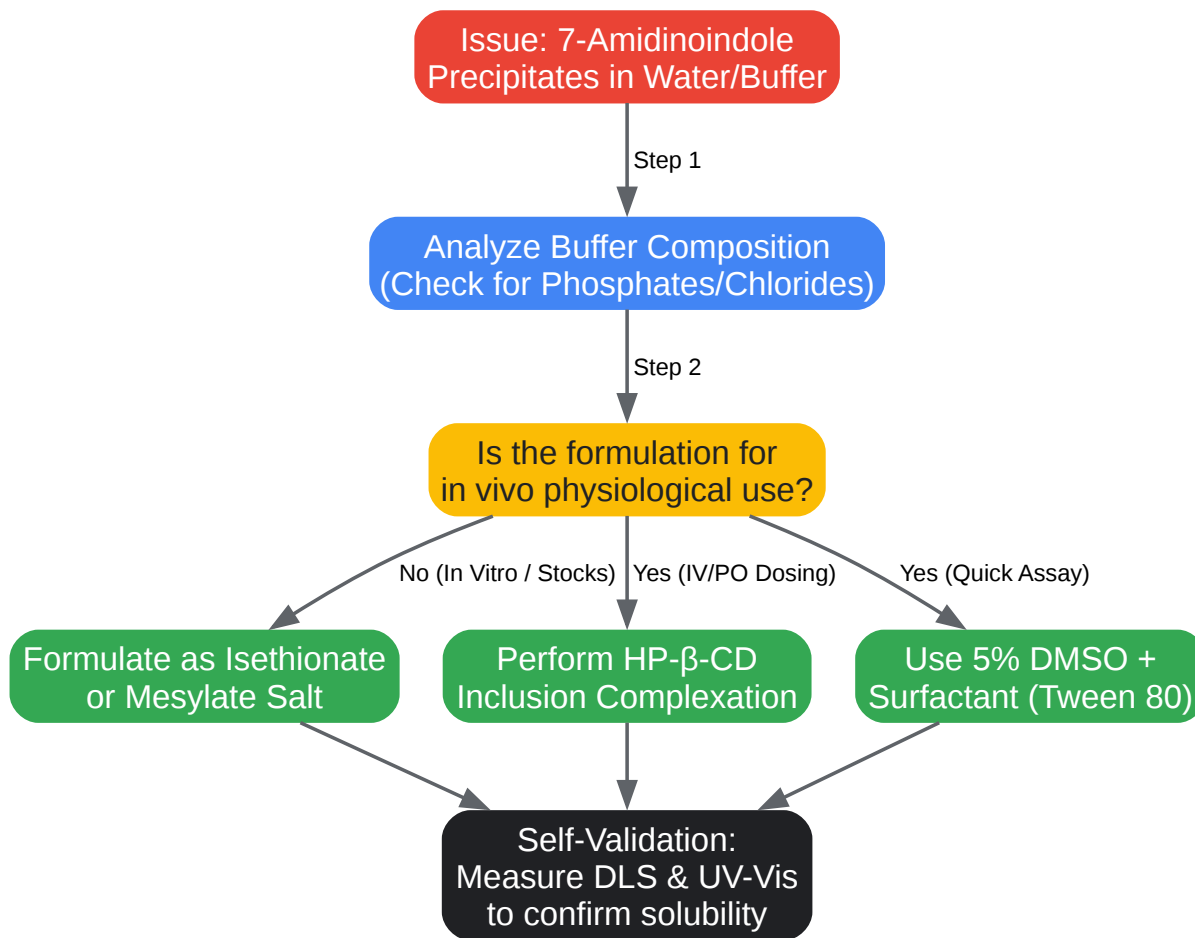 Issue: 7-Amidinoindole
Precipitates in Water/Buffer
Step 1
Analyze Buffer Composition
(Check for Phosphates/Chlorides)
Step 2
Is the formulation for
in vivo physiological use?
No (In Vitro / Stocks)
Yes (IV/PO Dosing)
Yes (Quick Assay)
Formulate as Isethionate
or Mesylate Salt
Perform HP-β-CD
Inclusion Complexation
Use 5% DMSO +
Surfactant (Tween 80)
Self-Validation:
Measure DLS & UV-Vis
to confirm solubility